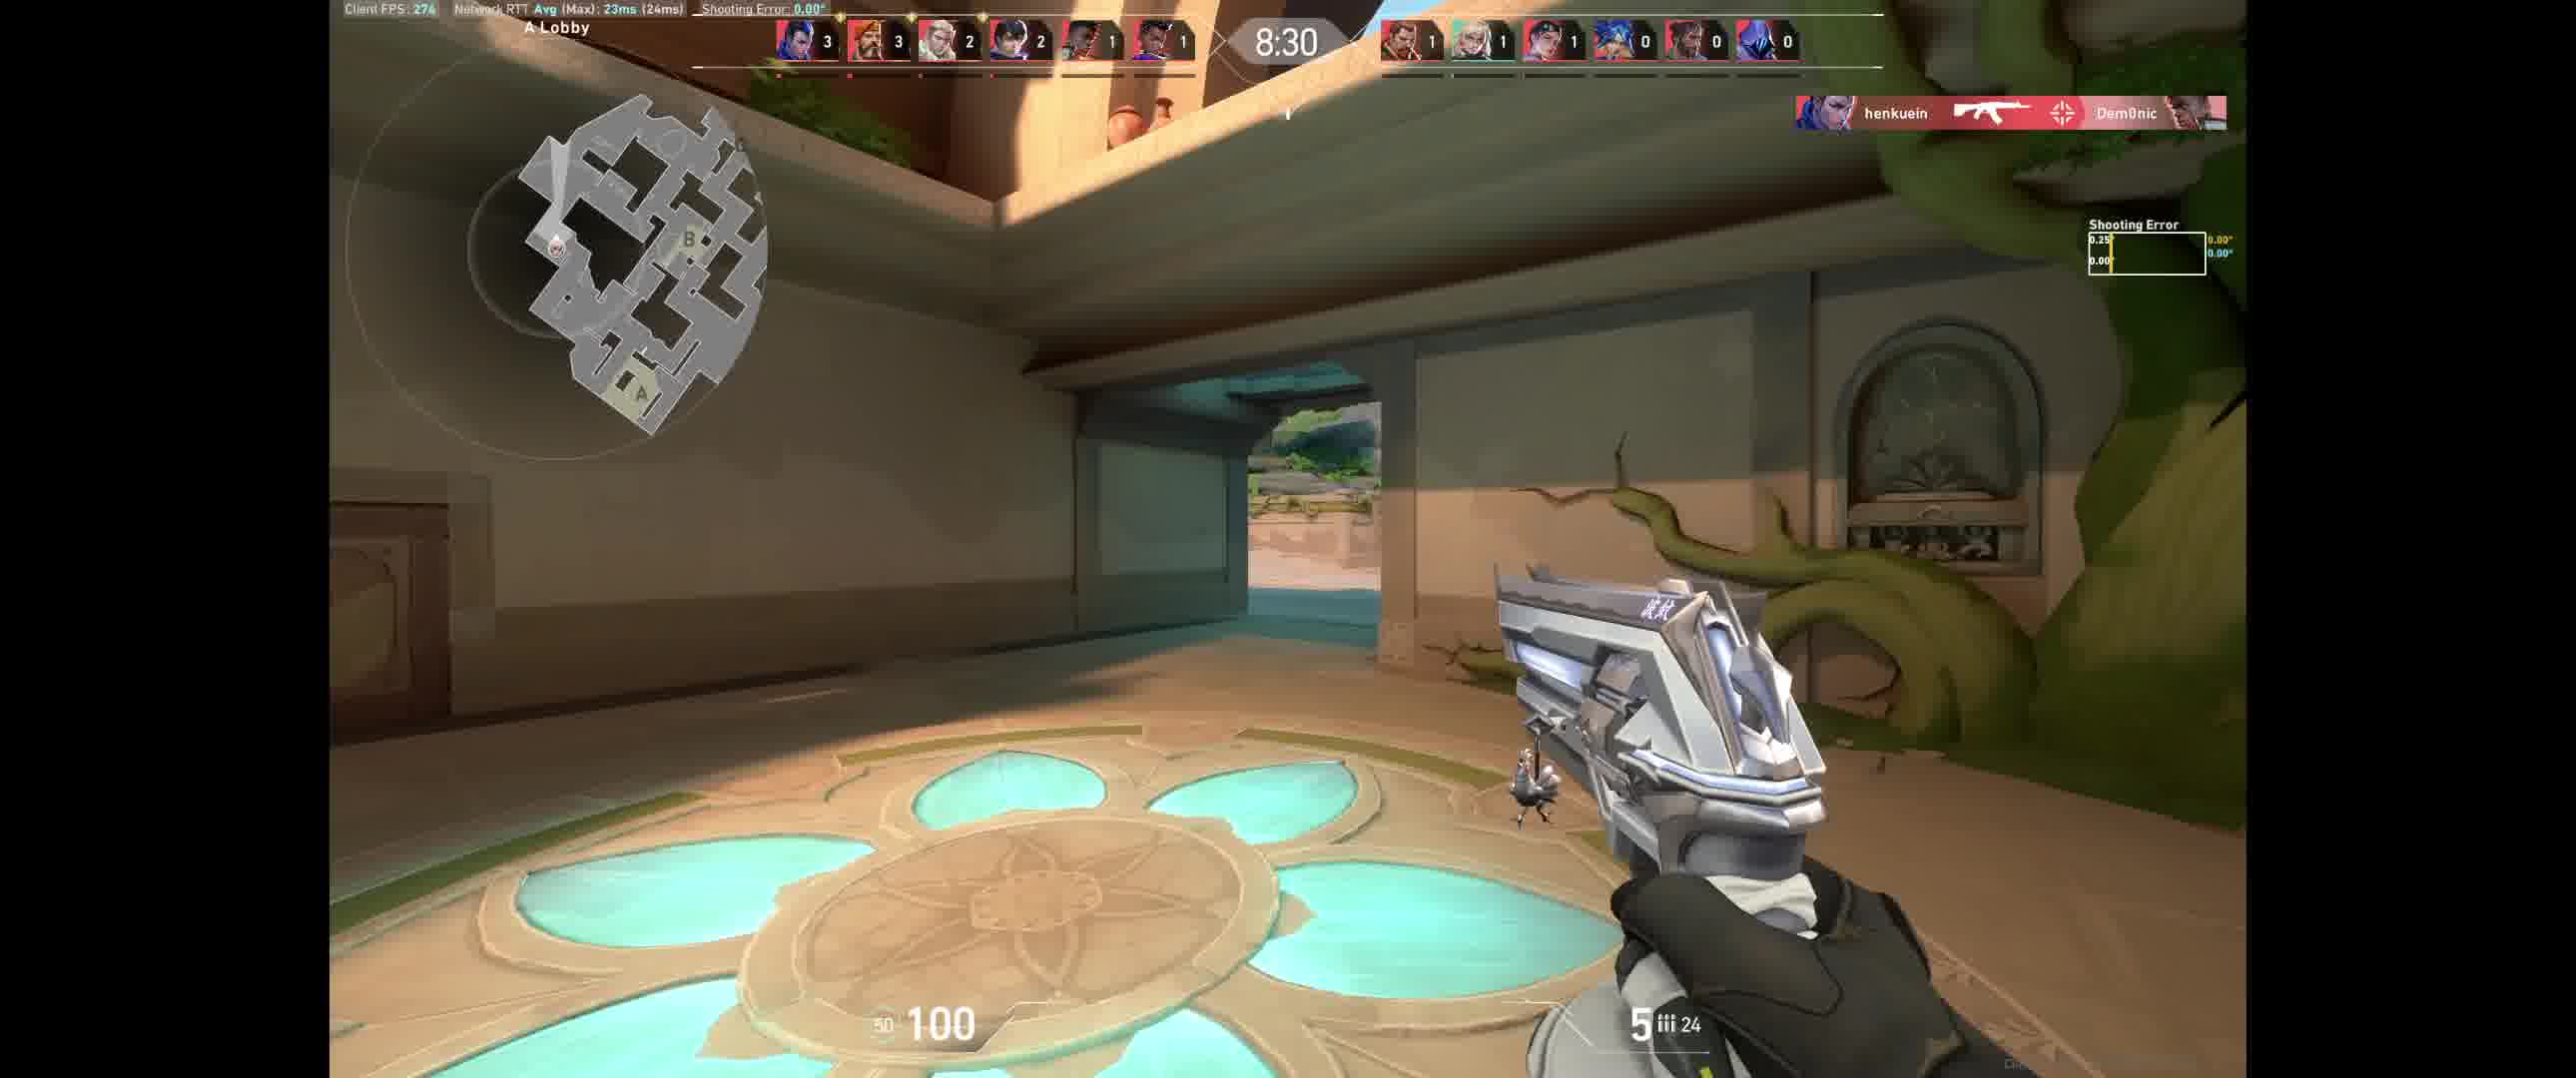 Client FPS: 274 Network RTT Avg (Max): 23ms (24ms) Shooting Error: 0.00°
A Lobby
3 3 2 2 1 1 8:30 1 1 1 0 0 0
henkuein Dem0nic
Shooting Error
0.25° 0.00°
0.00°
0.00°
B
A
50 100
5 24